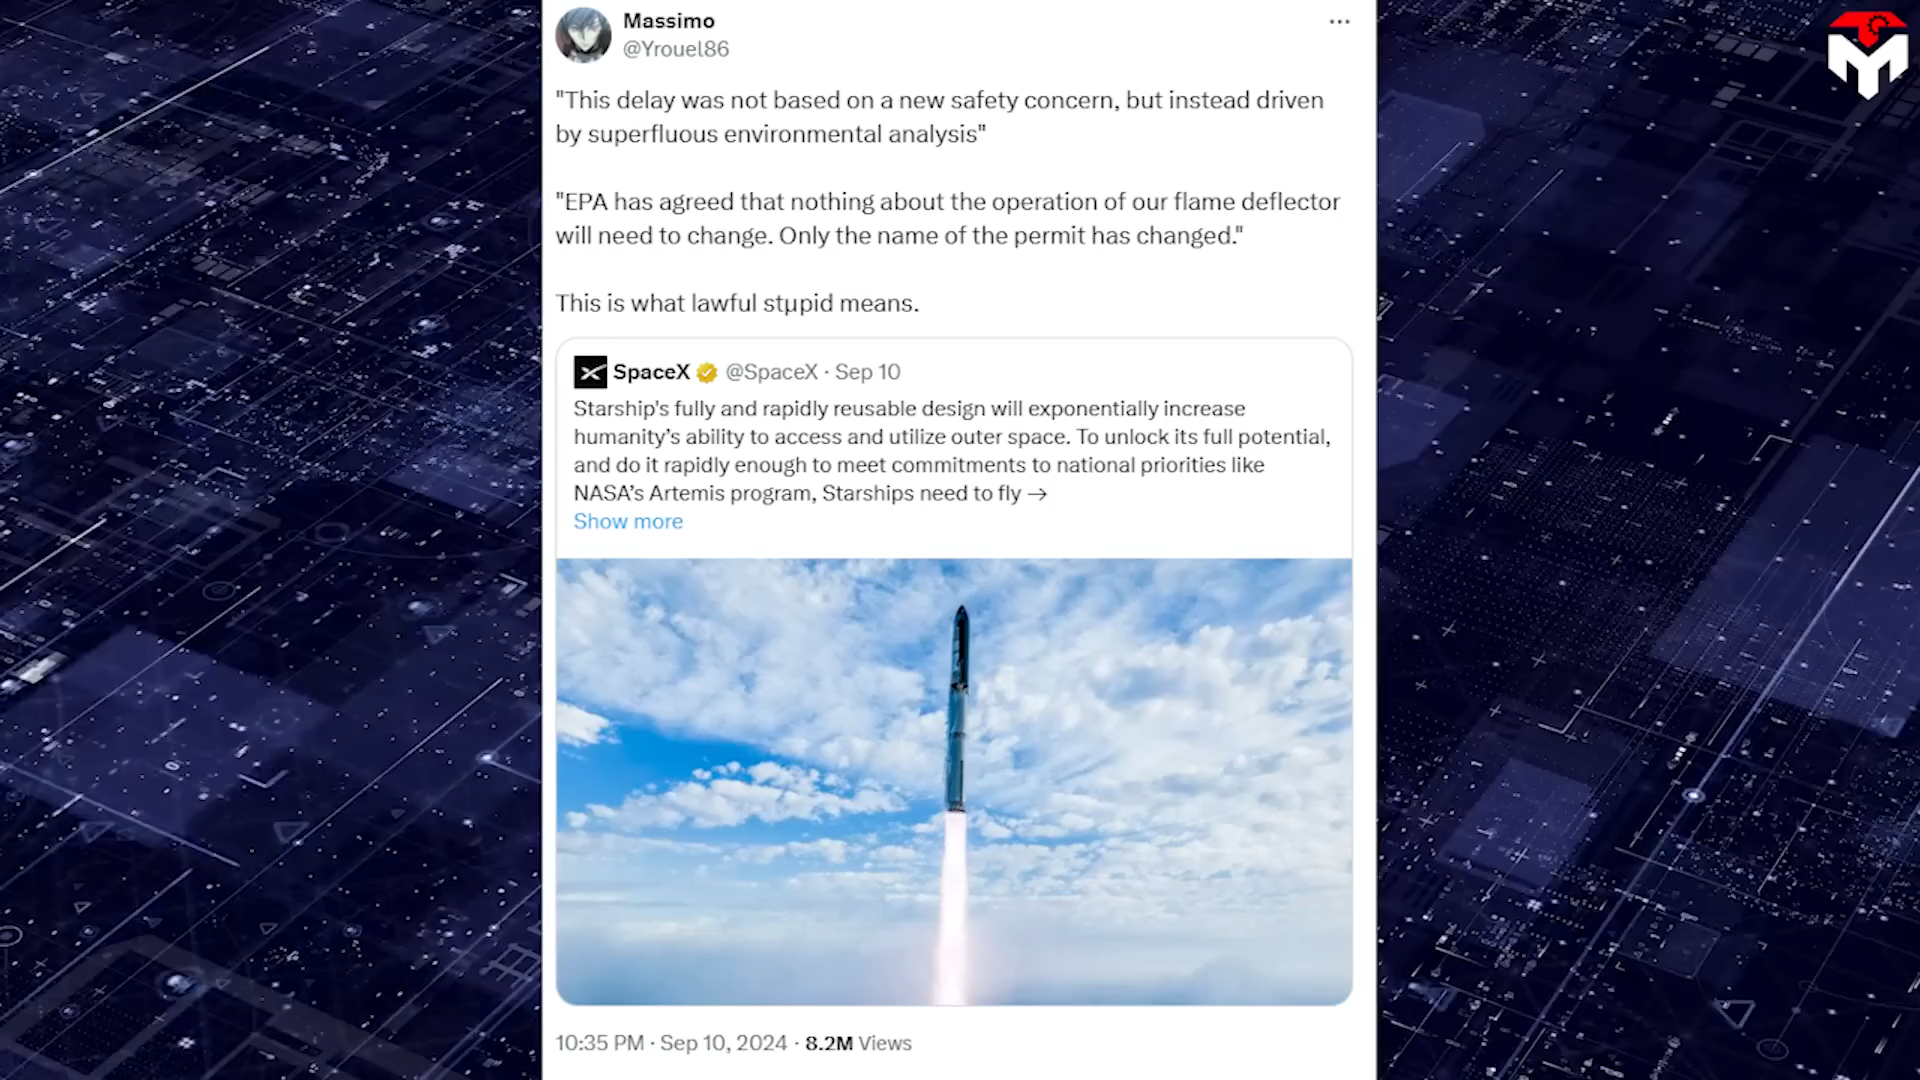 Massimo
@Yrouel86
"This delay was not based on a new safety concern, but instead driven
by superfluous environmental analysis"
"EPA has agreed that nothing about the operation of our flame deflector
will need to change. Only the name of the permit has changed."
This is what lawful stµpid means.
SpaceX @SpaceX · Sep 10
Starship's fully and rapidly reusable design will exponentially increase
humanity’s ability to access and utilize outer space. To unlock its full potential,
and do it rapidly enough to meet commitments to national priorities like
NASA’s Artemis program, Starships need to fly →
Show more
10:35 PM · Sep 10, 2024 · 8.2M Views